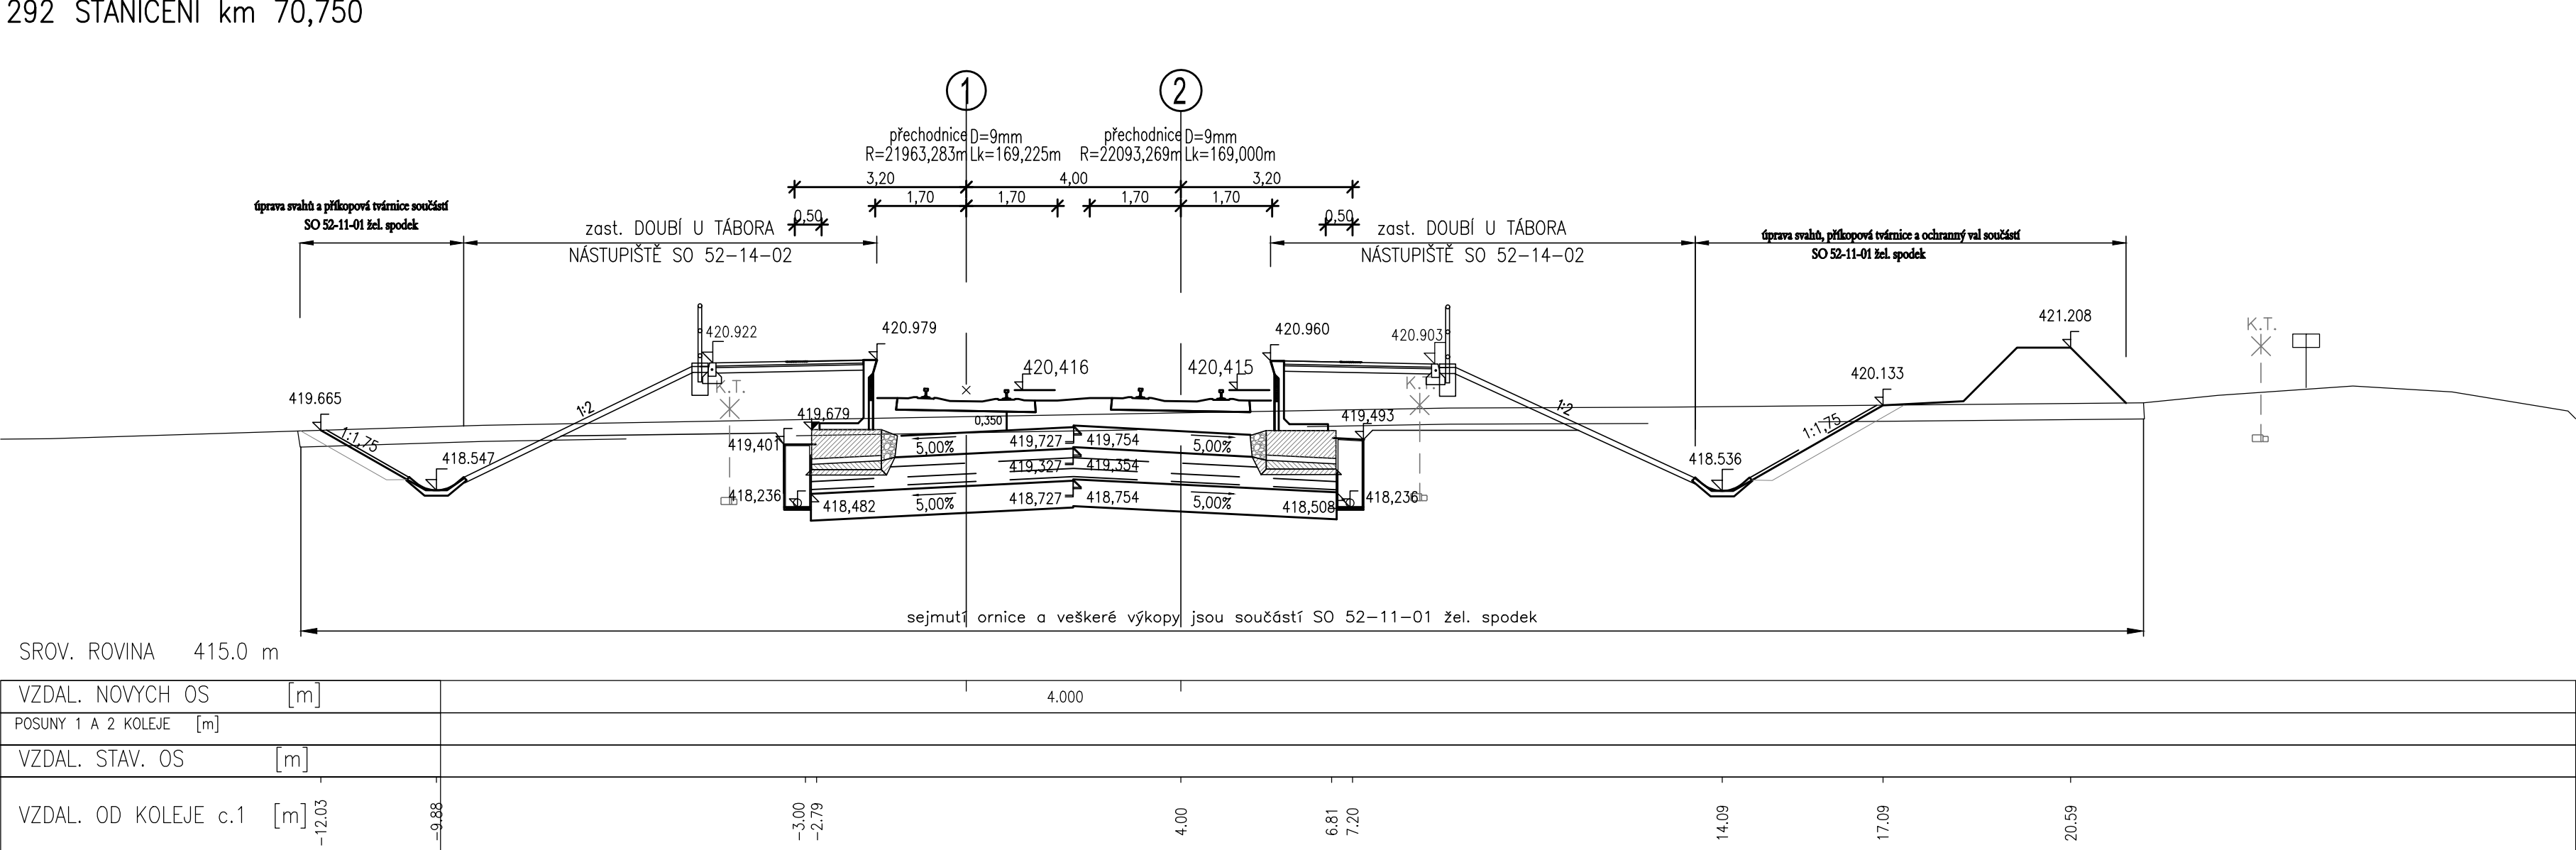 292 STANIČENÍ km 70,750
1
2
přechodnice D=9mm
R=21963,283m Lk=169,225m
přechodnice D=9mm
R=22093,269m Lk=169,000m
3,20
4,00
3,20
1,70
1,70
1,70
1,70
0,50
0,50
úprava svahů a příkopová tvárnice součástí
SO 52-11-01 žel. spodek
zast. DOUBÍ U TÁBORA
NÁSTUPIŠTĚ SO 52-14-02
zast. DOUBÍ U TÁBORA
NÁSTUPIŠTĚ SO 52-14-02
úprava svahů, příkopová tvárnice a ochranný val součástí
SO 52-11-01 žel. spodek
420.922
420.979
420.960
420.903
421.208
K.T.
420,416
420,415
420.133
K.T.
K.T.
419.665
1:2
419,679
0,350
419,493
1:2
1:1,75
1:1,75
419,401
5,00%
419,727
419,754
5,00%
418.547
419,327
419,354
418.536
418,236
418,482
5,00%
418,727
418,754
5,00%
418,508
418,236
sejmutí ornice a veškeré výkopy jsou součástí SO 52-11-01 žel. spodek
SROV. ROVINA 415.0 m
VZDAL. NOVYCH OS [m]
4.000
POSUNY 1 A 2 KOLEJE [m]
VZDAL. STAV. OS [m]
VZDAL. OD KOLEJE c.1 [m]
-12.03
-9.88
-3.00
-2.79
4.00
6.81
7.20
14.09
17.09
20.59